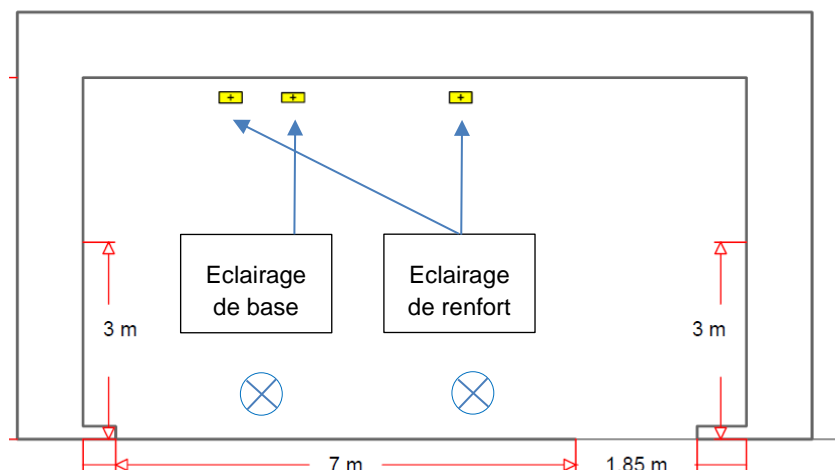 Eclairage
de base
Eclairage
de renfort
3 m
3 m
7 m
1.85 m